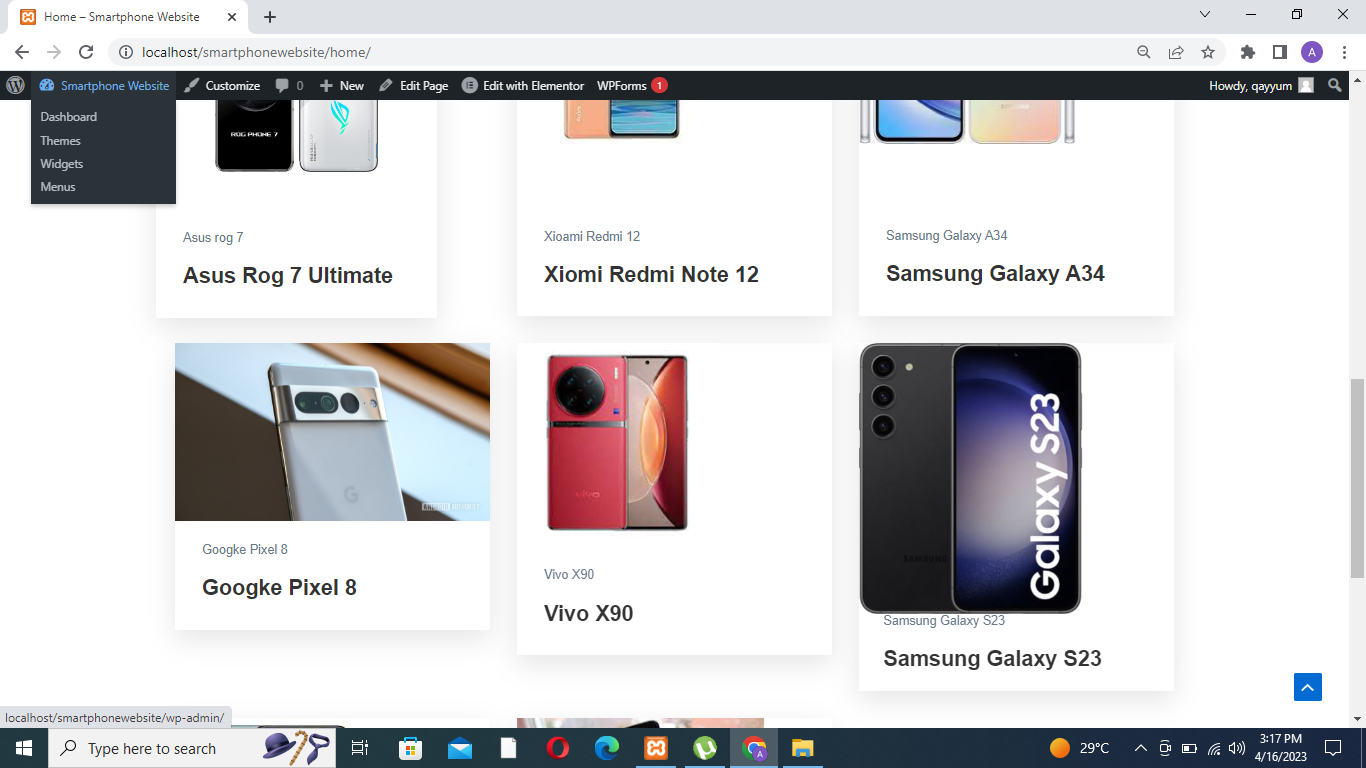 Home – Smartphone Website
localhost/smartphonewebsite/home/
A
Smartphone Website
Customize
0
New
Edit Page
Edit with Elementor
WPForms 1
Howdy, qayyum
Dashboard
Themes
Widgets
Menus
ROG PHONE 7
Asus rog 7
Asus Rog 7 Ultimate
Xioami Redmi 12
Xiomi Redmi Note 12
Samsung Galaxy A34
Samsung Galaxy A34
Googke Pixel 8
Googke Pixel 8
vivo
Vivo X90
Vivo X90
SAMSUNG
Galaxy S23
Samsung Galaxy S23
Samsung Galaxy S23
localhost/smartphonewebsite/wp-admin/
Type here to search
A
29°C
3:17 PM
4/16/2023